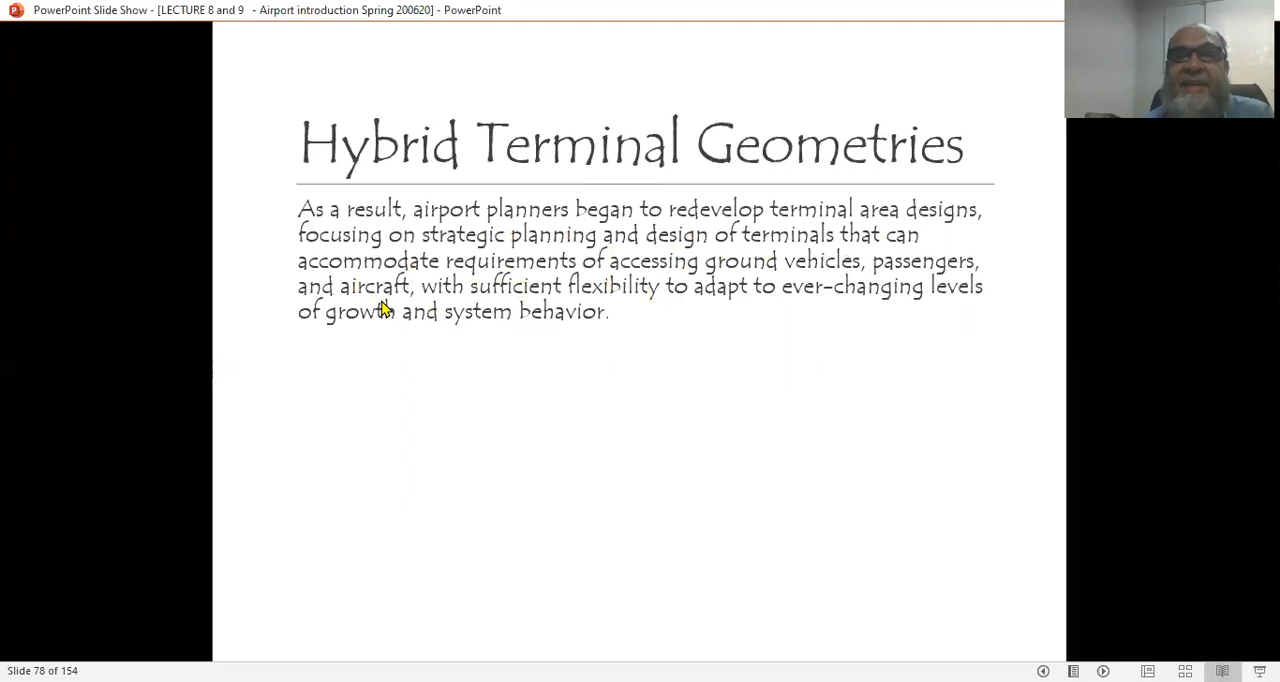 PowerPoint Slide Show - [LECTURE 8 and 9 - Airport introduction Spring 200620] - PowerPoint
Hybrid Terminal Geometries
As a result, airport planners began to redevelop terminal area designs,
focusing on strategic planning and design of terminals that can
accommodate requirements of accessing ground vehicles, passengers,
and aircraft, with sufficient flexibility to adapt to ever-changing levels
of growth and system behavior.
Slide 78 of 154